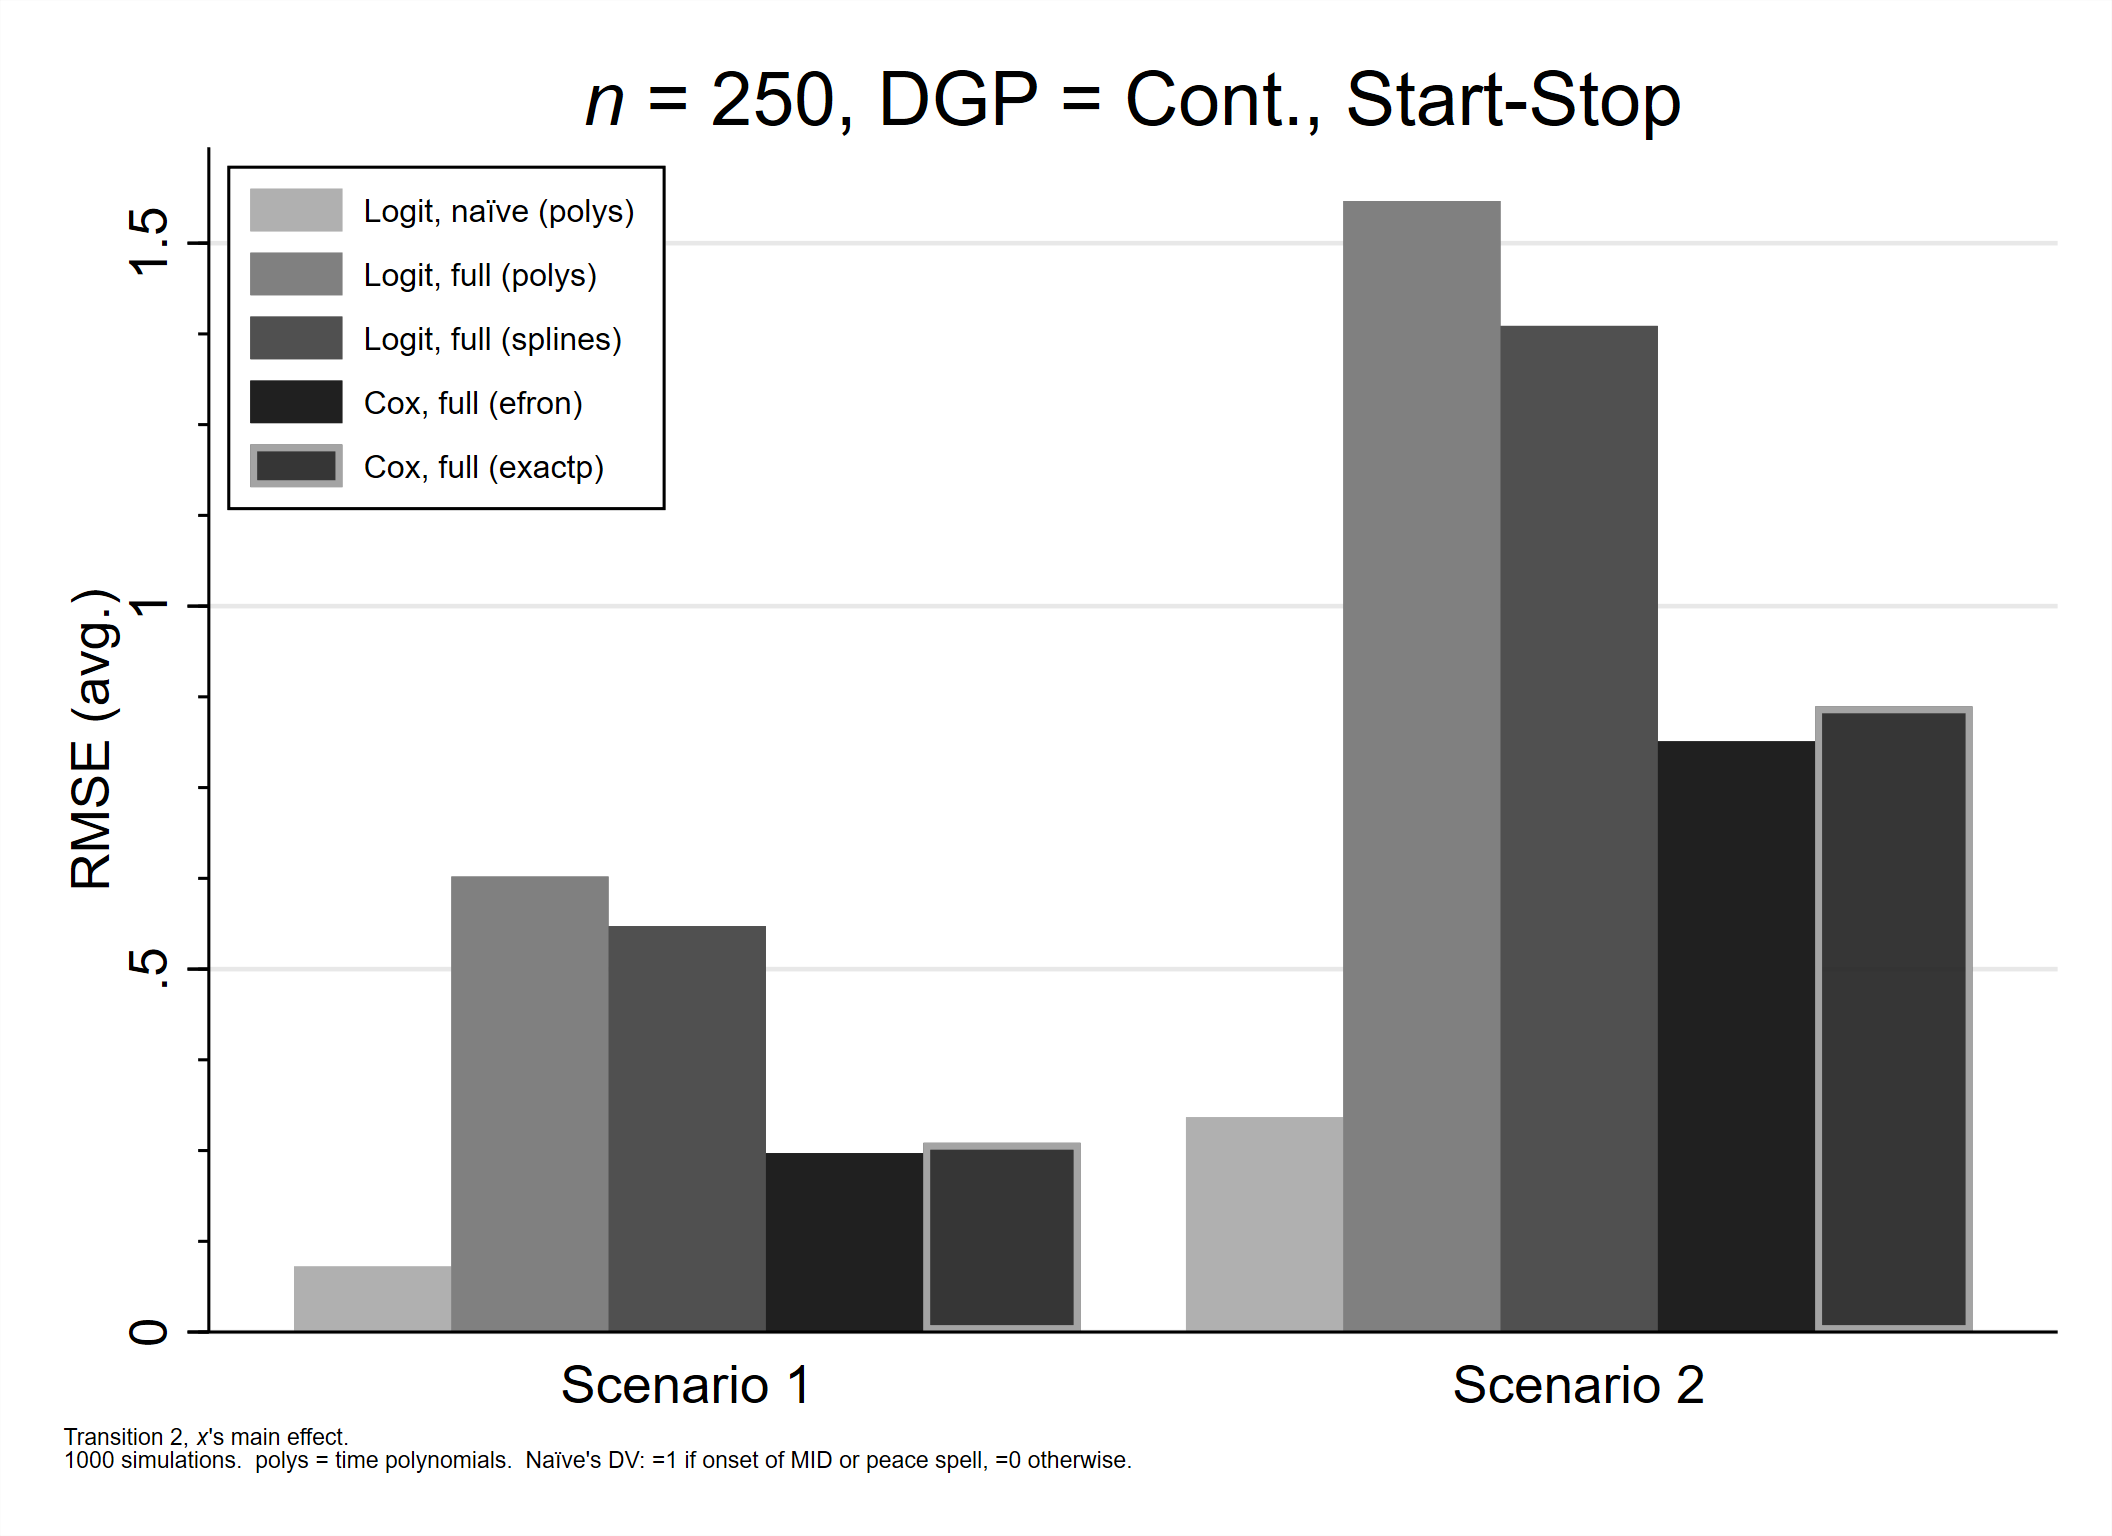 n = 250, DGP = Cont., Start-Stop
Logit, naïve (polys)
Logit, full (polys)
Logit, full (splines)
Cox, full (efron)
Cox, full (exactp)
RMSE (avg.)
1.5
1
.5
0
Scenario 1
Scenario 2
Transition 2, x's main effect.
1000 simulations.  polys = time polynomials.  Naïve's DV: =1 if onset of MID or peace spell, =0 otherwise.